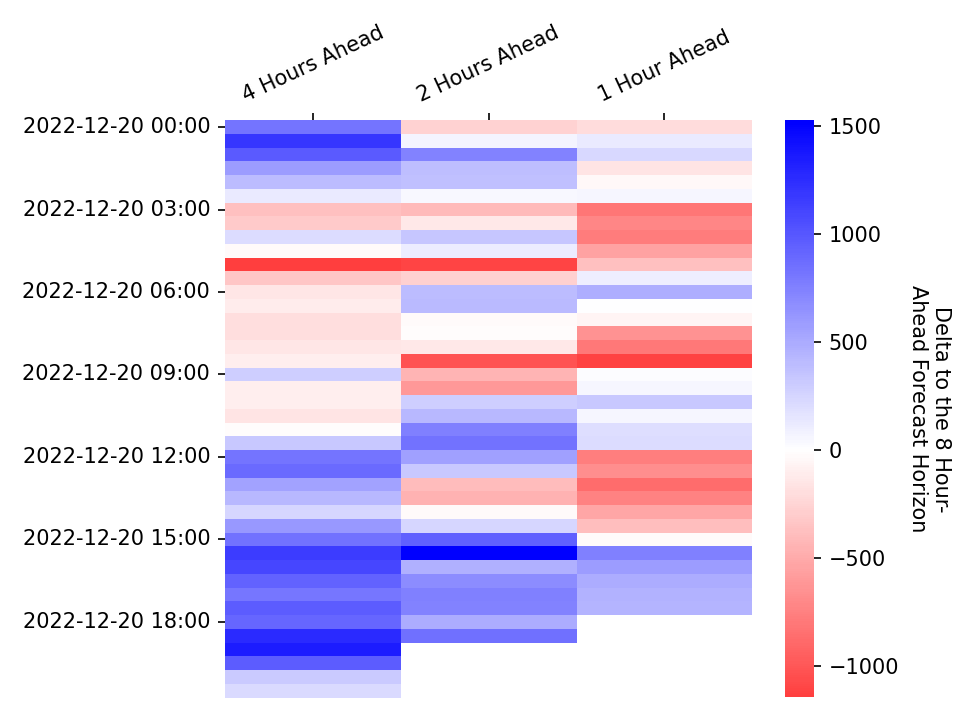 4 Hours Ahead
2 Hours Ahead
1 Hour Ahead
2022-12-20 00:00
2022-12-20 03:00
2022-12-20 06:00
2022-12-20 09:00
2022-12-20 12:00
2022-12-20 15:00
2022-12-20 18:00
1500
1000
500
0
−500
−1000
Delta to the 8 Hour-
Ahead Forecast Horizon